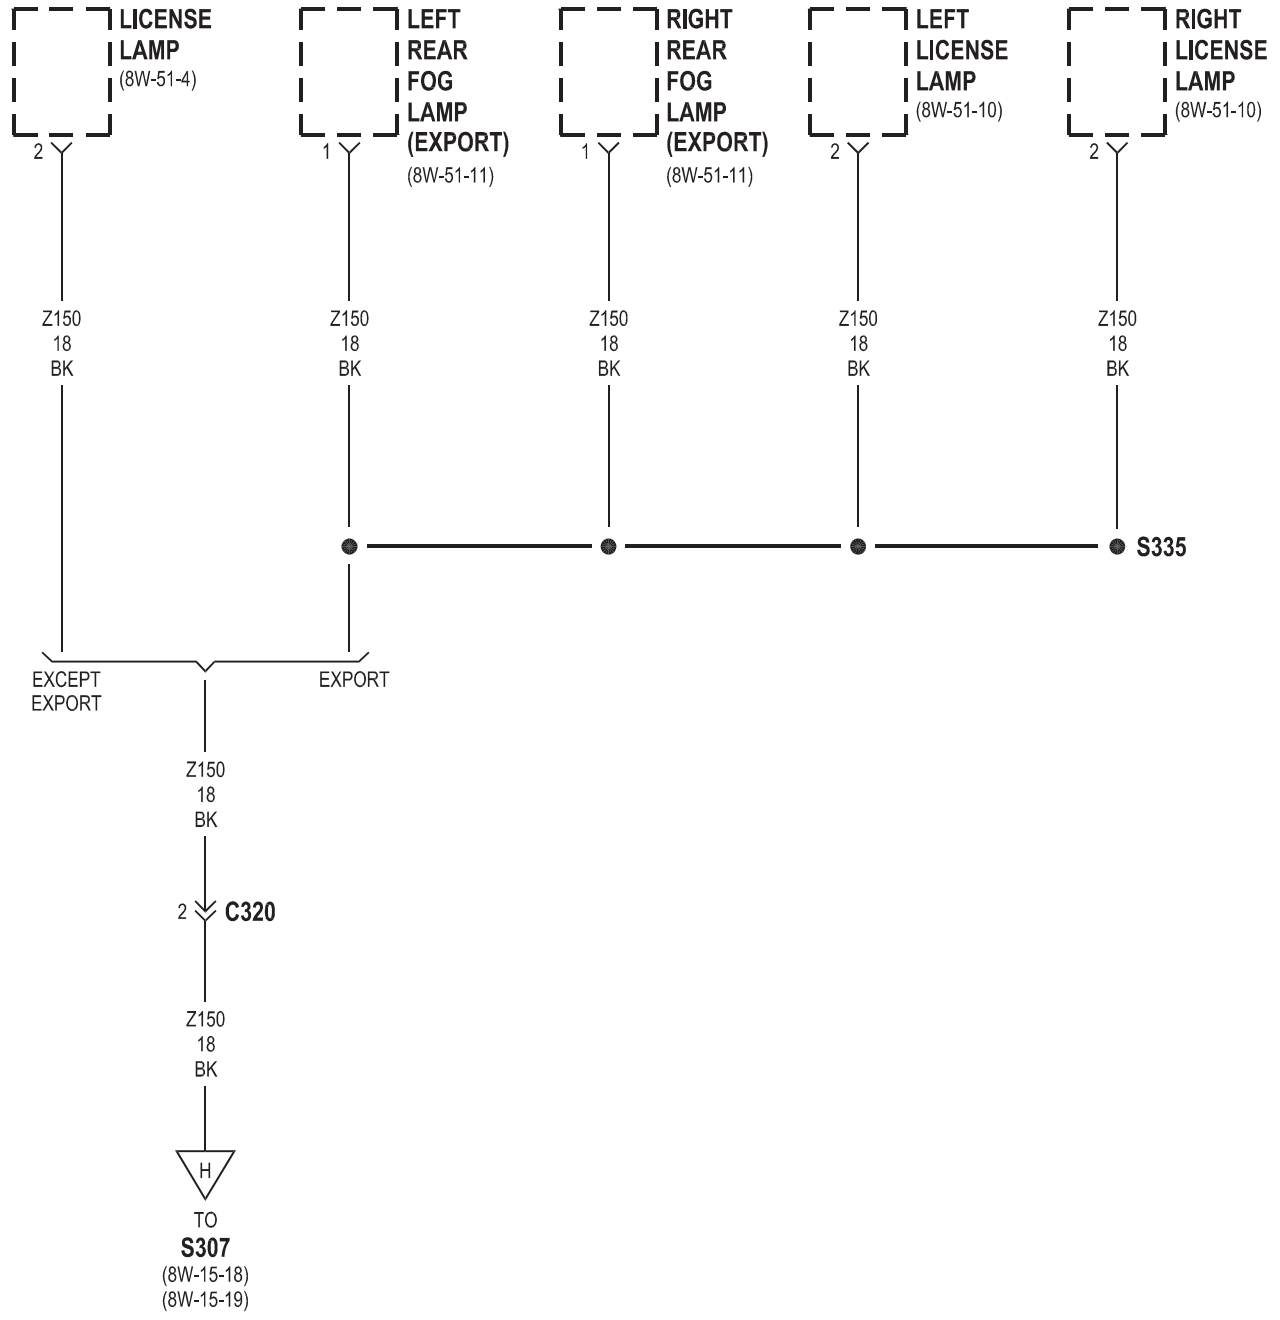 LICENSE
LAMP
(8W-51-4)
2
LEFT
REAR
FOG
LAMP
(EXPORT)
(8W-51-11)
1
RIGHT
REAR
FOG
LAMP
(EXPORT)
(8W-51-11)
1
LEFT
LICENSE
LAMP
(8W-51-10)
2
RIGHT
LICENSE
LAMP
(8W-51-10)
2
Z150
18
BK
Z150
18
BK
Z150
18
BK
Z150
18
BK
Z150
18
BK
S335
EXCEPT
EXPORT
EXPORT
Z150
18
BK
2 C320
Z150
18
BK
H
TO
S307
(8W-15-18)
(8W-15-19)